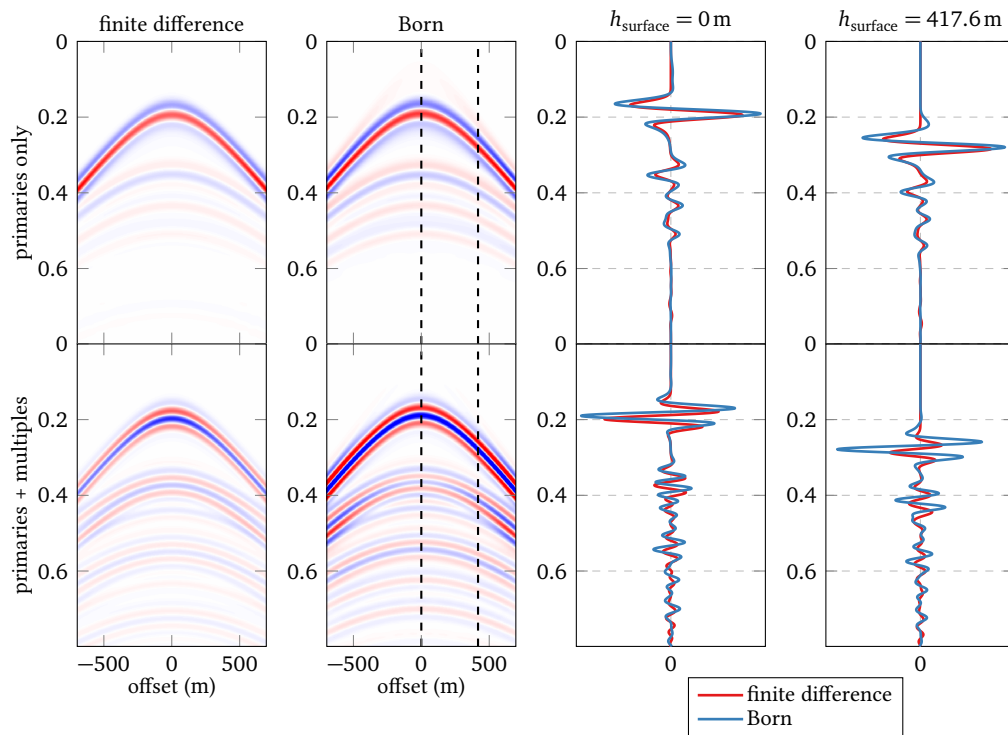 finite difference
Born
h_surface = 0 m
h_surface = 417.6 m
primaries only
0
0.2
0.4
0.6
0
0.2
0.4
0.6
0
0.2
0.4
0.6
0
0.2
0.4
0.6
primaries + multiples
0
0.2
0.4
0.6
0
0.2
0.4
0.6
0
0.2
0.4
0.6
0
0.2
0.4
0.6
−500 0 500
offset (m)
−500 0 500
offset (m)
0
0
finite difference
Born